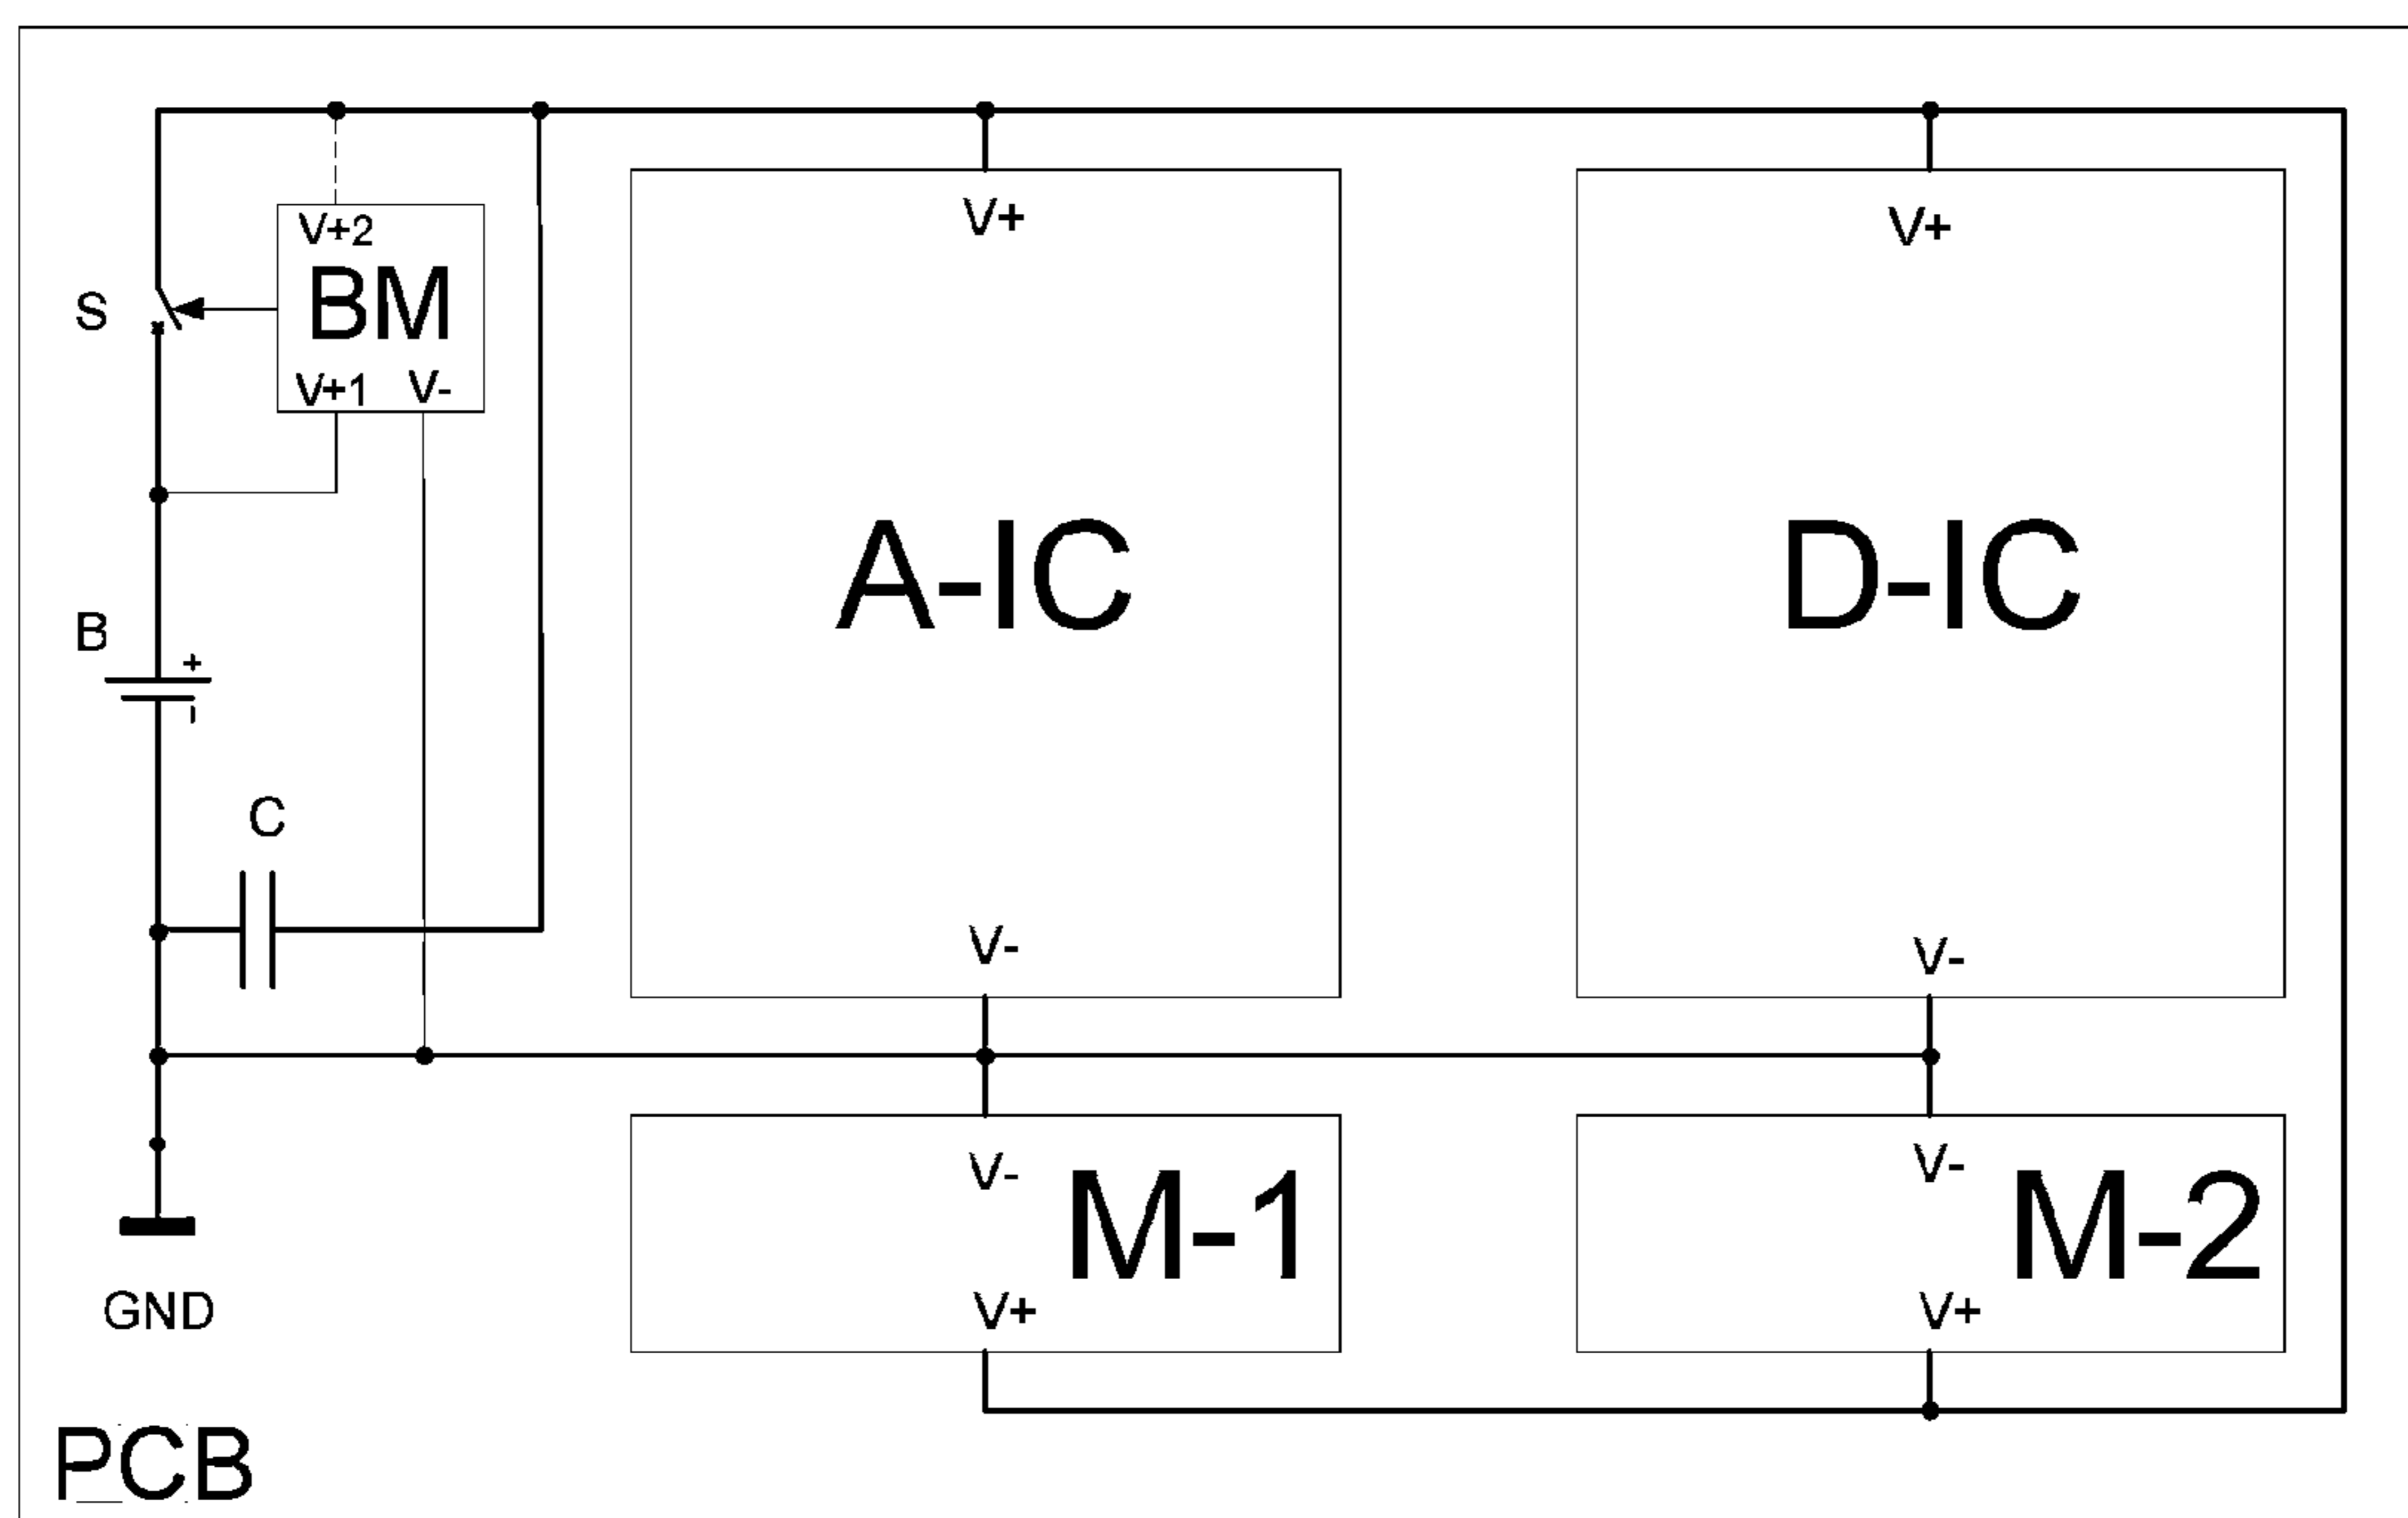 V+2
BM
V+1 V-
S
B
+
-
C
GND
PCB
V+
A-IC
V-
V+
D-IC
V-
V-
M-1
V+
V-
M-2
V+